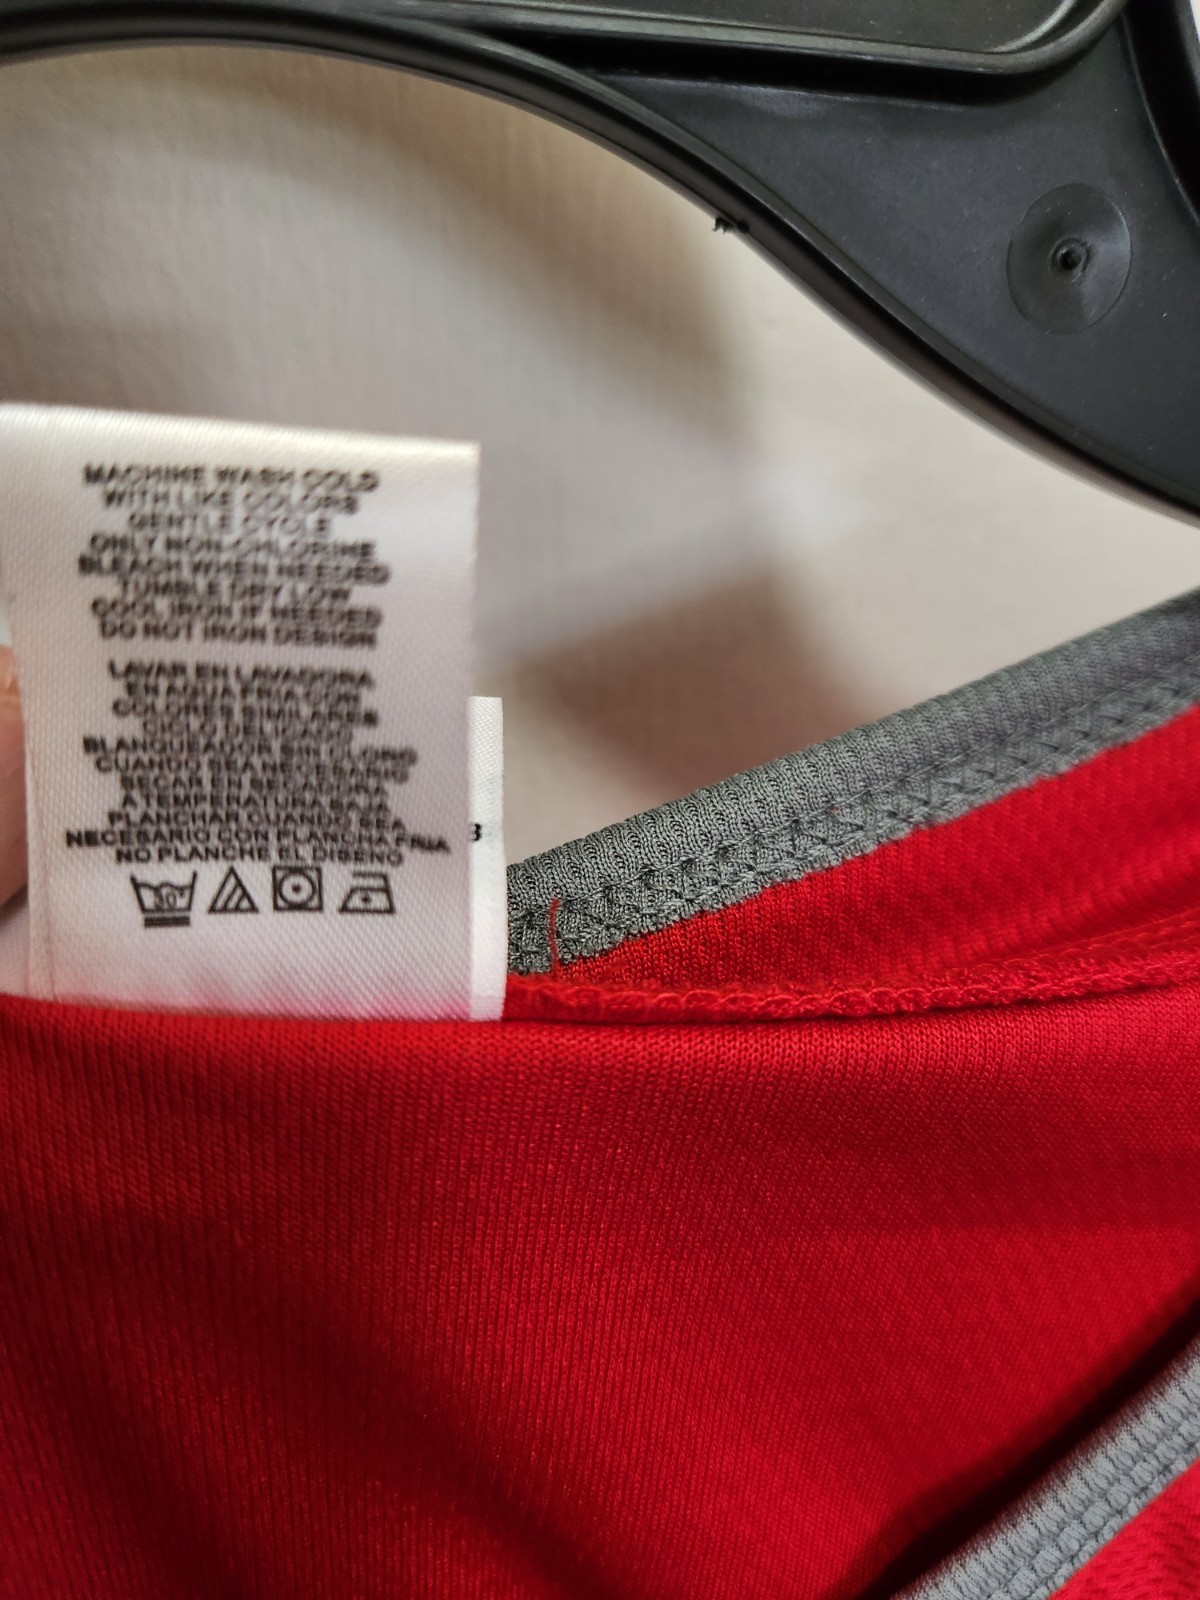 MACHINE WASH COLD
WITH LIKE COLORS
GENTLE CYCLE
ONLY NON-CHLORINE
BLEACH WHEN NEEDED
TUMBLE DRY LOW
COOL IRON IF NEEDED
DO NOT IRON DESIGN
LAVAR EN LAVADORA
EN AGUA FRIA CON
COLORES SIMILARES
CICLO DELICADO
BLANQUEADOR SIN CLORO
CUANDO SEA NECESARIO
SECAR EN SECADORA
A TEMPERATURA BAJA
PLANCHAR CUANDO SEA
NECESARIO CON PLANCHA FRIA
NO PLANCHE EL DISENO
30